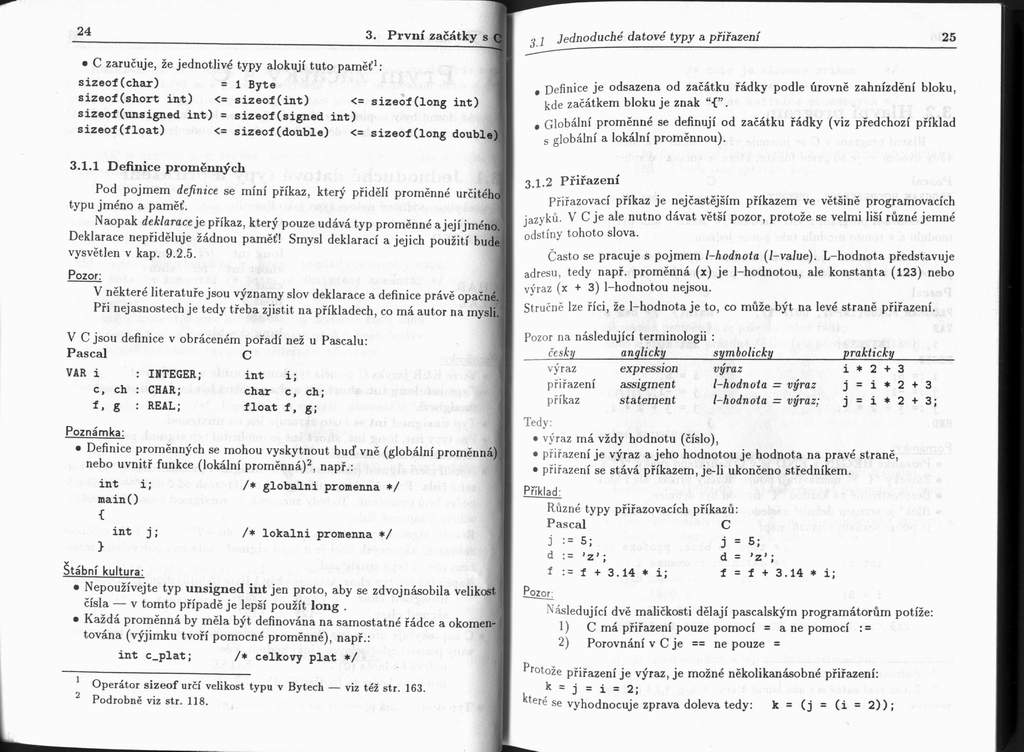 24
3. První začátky s C
• C zaručuje, že jednotlivé typy alokují tuto paměť¹:
sizeof(char) = 1 Byte
sizeof(short int) <= sizeof(int) <= sizeof(long int)
sizeof(unsigned int) = sizeof(signed int)
sizeof(float) <= sizeof(double) <= sizeof(long double)
3.1.1 Definice proměnných
Pod pojmem definice se míní příkaz, který přidělí proměnné určitého
typu jméno a paměť.
Naopak deklarace je příkaz, který pouze udává typ proměnné a její jméno.
Deklarace nepřiděluje žádnou paměť! Smysl deklarací a jejich použití bude
vysvětlen v kap. 9.2.5.
Pozor:
V některé literatuře jsou významy slov deklarace a definice právě opačné.
Při nejasnostech je tedy třeba zjistit na příkladech, co má autor na mysli.
V C jsou definice v obráceném pořadí než u Pascalu:
Pascal C
VAR i : INTEGER; int i;
c, ch : CHAR; char c, ch;
f, g : REAL; float f, g;
Poznámka:
• Definice proměnných se mohou vyskytnout buď vně (globální proměnná)
nebo uvnitř funkce (lokální proměnná)², např.:
int i; /* globalni promenna */
main()
{
int j; /* lokalni promenna */
}
Štábní kultura:
• Nepoužívejte typ unsigned int jen proto, aby se zdvojnásobila velikost
čísla — v tomto případě je lepší použít long .
• Každá proměnná by měla být definována na samostatné řádce a okomen-
tována (výjimku tvoří pomocné proměnné), např.:
int c_plat; /* celkovy plat */
1 Operátor sizeof určí velikost typu v Bytech — viz též str. 163.
2 Podrobně viz str. 118.
3.1 Jednoduché datové typy a přiřazení
25
• Definice je odsazena od začátku řádky podle úrovně zahnízdění bloku,
kde začátkem bloku je znak “{”.
• Globální proměnné se definují od začátku řádky (viz předchozí příklad
s globální a lokální proměnnou).
3.1.2 Přiřazení
Přiřazovací příkaz je nejčastějším příkazem ve většině programovacích
jazyků. V C je ale nutno dávat větší pozor, protože se velmi liší různé jemné
odstíny tohoto slova.
Často se pracuje s pojmem l-hodnota (l-value). L-hodnota představuje
adresu, tedy např. proměnná (x) je l-hodnotou, ale konstanta (123) nebo
výraz (x + 3) l-hodnotou nejsou.
Stručně lze říci, že l-hodnota je to, co může být na levé straně přiřazení.
Pozor na následující terminologii :
česky anglicky symbolicky prakticky
výraz expression výraz i * 2 + 3
přiřazení assigment l-hodnota = výraz j = i * 2 + 3
příkaz statement l-hodnota = výraz; j = i * 2 + 3;
Tedy:
• výraz má vždy hodnotu (číslo),
• přiřazení je výraz a jeho hodnotou je hodnota na pravé straně,
• přiřazení se stává příkazem, je-li ukončeno středníkem.
Příklad:
Různé typy přiřazovacích příkazů:
Pascal C
j := 5; j = 5;
d := 'z'; d = 'z';
f := f + 3.14 * i; f = f + 3.14 * i;
Pozor:
Následující dvě maličkosti dělají pascalským programátorům potíže:
1) C má přiřazení pouze pomocí = a ne pomocí :=
2) Porovnání v C je == ne pouze =
Protože přiřazení je výraz, je možné několikanásobné přiřazení:
k = j = i = 2;
které se vyhodnocuje zprava doleva tedy: k = (j = (i = 2));